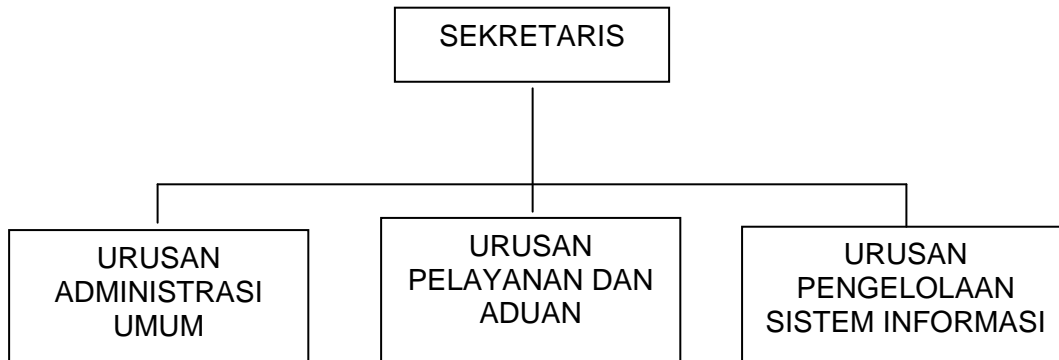 SEKRETARIS
URUSAN
ADMINISTRASI
UMUM
URUSAN
PELAYANAN DAN
ADUAN
URUSAN
PENGELOLAAN
SISTEM INFORMASI